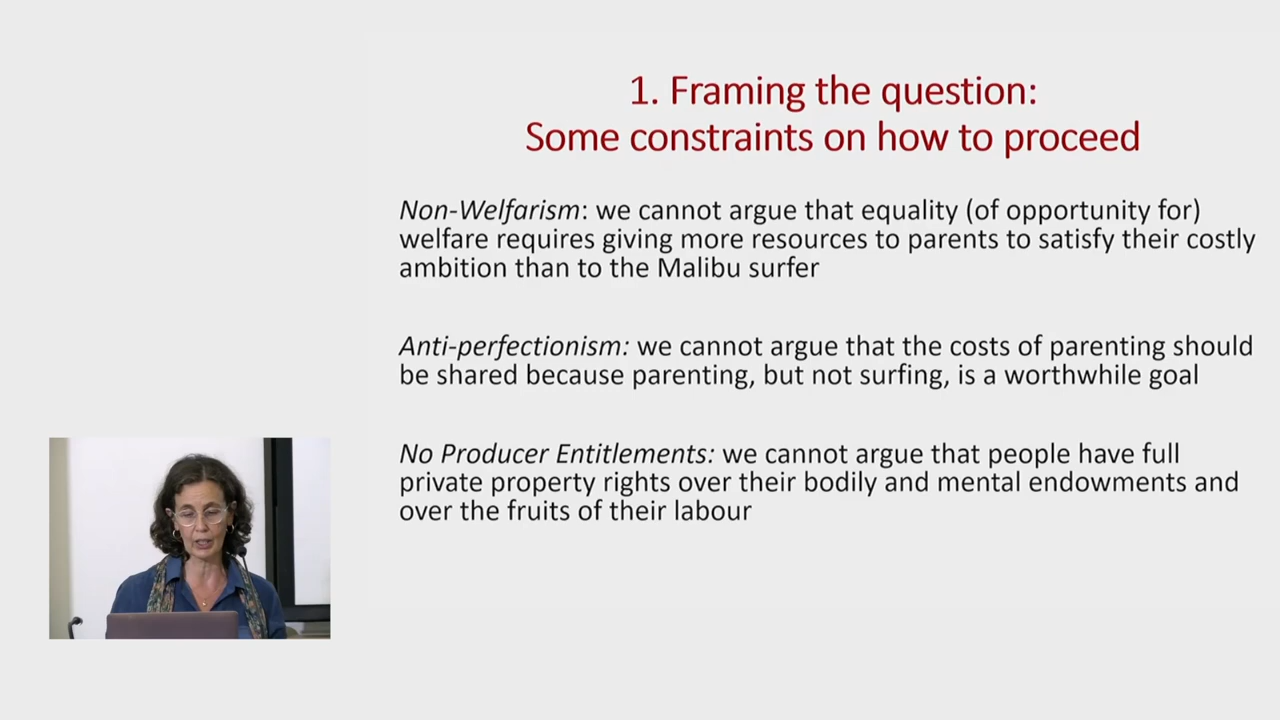 1. Framing the question:
Some constraints on how to proceed
Non-Welfarism: we cannot argue that equality (of opportunity for)
welfare requires giving more resources to parents to satisfy their costly
ambition than to the Malibu surfer
Anti-perfectionism: we cannot argue that the costs of parenting should
be shared because parenting, but not surfing, is a worthwhile goal
No Producer Entitlements: we cannot argue that people have full
private property rights over their bodily and mental endowments and
over the fruits of their labour